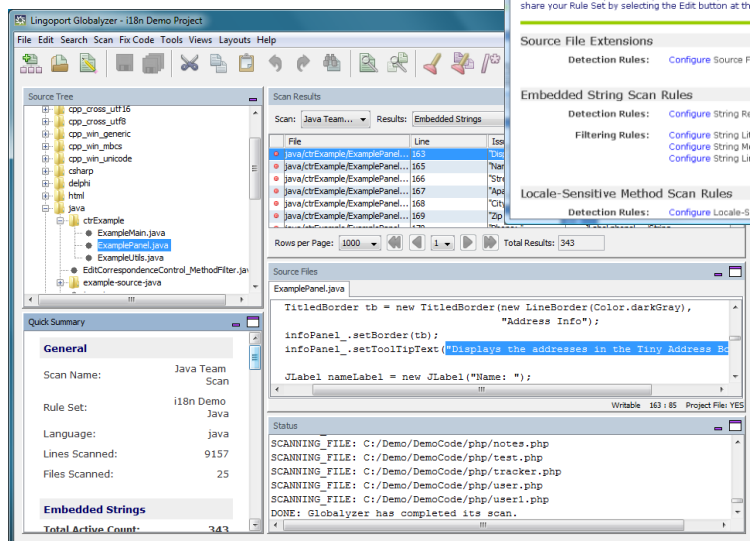 Lingoport Globalyzer - i18n Demo Project
File Edit Search Scan Fix Code Tools Views Layouts Help
Source Tree
cpp_cross_utf16
cpp_cross_utf8
cpp_win_generic
cpp_win_mbcs
cpp_win_unicode
csharp
delphi
html
java
ctrExample
ExampleMain.java
ExamplePanel.java
ExampleUtils.java
EditCorrespondenceControl_MethodFilter.jav
example-source-java
Quick Summary
General
Scan Name: Java Team Scan
Rule Set: i18n Demo Java
Language: java
Lines Scanned: 9157
Files Scanned: 25
Embedded Strings
Total Active Count: 343
Scan Results
Scan: Java Team... Results: Embedded Strings
File Line Iss
java/ctrExample/ExamplePanel... 163 "Disp
java/ctrExample/ExamplePanel... 165 "Nam
java/ctrExample/ExamplePanel... 166 "Stre
java/ctrExample/ExamplePanel... 167 "Apa
java/ctrExample/ExamplePanel... 168 "City
java/ctrExample/ExamplePanel... 169 "Zip
Rows per Page: 1000 1 Total Results: 343
Source Files
ExamplePanel.java
TitledBorder tb = new TitledBorder(new LineBorder(Color.darkGray),
"Address Info");
infoPanel_.setBorder(tb);
infoPanel_.setToolTipText("Displays the addresses in the Tiny Address Bo
JLabel nameLabel = new JLabel("Name: ");
Writable 163 : 85 Project File: YES
Status
SCANNING_FILE: C:/Demo/DemoCode/php/notes.php
SCANNING_FILE: C:/Demo/DemoCode/php/test.php
SCANNING_FILE: C:/Demo/DemoCode/php/tracker.php
SCANNING_FILE: C:/Demo/DemoCode/php/user.php
SCANNING_FILE: C:/Demo/DemoCode/php/user1.php
DONE: Globalyzer has completed its scan.
share your Rule Set by selecting the Edit button at th
Source File Extensions
Detection Rules: Configure Source F
Embedded String Scan Rules
Detection Rules: Configure String Re
Filtering Rules: Configure String Lit
Configure String Me
Configure String Lin
Locale-Sensitive Method Scan Rules
Detection Rules: Configure Locale-S